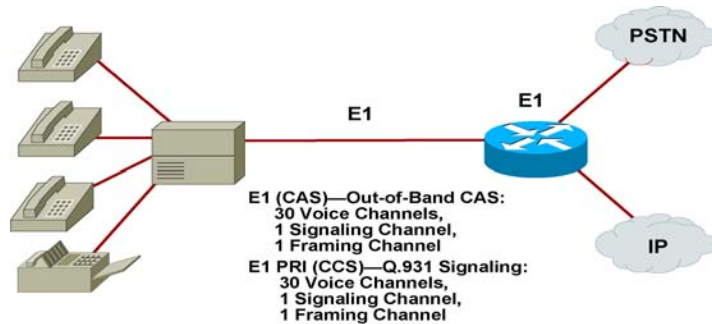 PSTN
E1
E1
E1 (CAS)—Out-of-Band CAS:
30 Voice Channels,
1 Signaling Channel,
1 Framing Channel
E1 PRI (CCS)—Q.931 Signaling:
30 Voice Channels,
1 Signaling Channel,
1 Framing Channel
IP